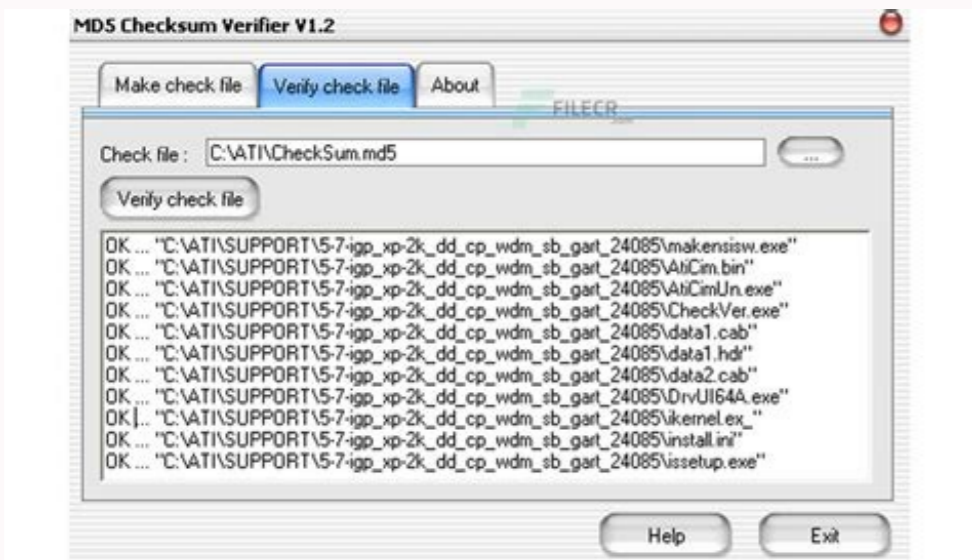 MD5 Checksum Verifier V1.2
Make check file
Verify check file
About
FILECR
.com
Check file :
C:\ATI\CheckSum.md5
...
Verify check file
OK ... "C:\ATI\SUPPORT\5-7-igp_xp-2k_dd_cp_wdm_sb_gart_24085\makensisw.exe"
OK ... "C:\ATI\SUPPORT\5-7-igp_xp-2k_dd_cp_wdm_sb_gart_24085\AtiCim.bin"
OK ... "C:\ATI\SUPPORT\5-7-igp_xp-2k_dd_cp_wdm_sb_gart_24085\AtiCimUn.exe"
OK ... "C:\ATI\SUPPORT\5-7-igp_xp-2k_dd_cp_wdm_sb_gart_24085\CheckVer.exe"
OK ... "C:\ATI\SUPPORT\5-7-igp_xp-2k_dd_cp_wdm_sb_gart_24085\data1.cab"
OK ... "C:\ATI\SUPPORT\5-7-igp_xp-2k_dd_cp_wdm_sb_gart_24085\data1.hdr"
OK ... "C:\ATI\SUPPORT\5-7-igp_xp-2k_dd_cp_wdm_sb_gart_24085\data2.cab"
OK ... "C:\ATI\SUPPORT\5-7-igp_xp-2k_dd_cp_wdm_sb_gart_24085\DrvUI64A.exe"
OK ... "C:\ATI\SUPPORT\5-7-igp_xp-2k_dd_cp_wdm_sb_gart_24085\ikernel.ex_"
OK ... "C:\ATI\SUPPORT\5-7-igp_xp-2k_dd_cp_wdm_sb_gart_24085\install.ini"
OK ... "C:\ATI\SUPPORT\5-7-igp_xp-2k_dd_cp_wdm_sb_gart_24085\issetup.exe"
Help
Exit